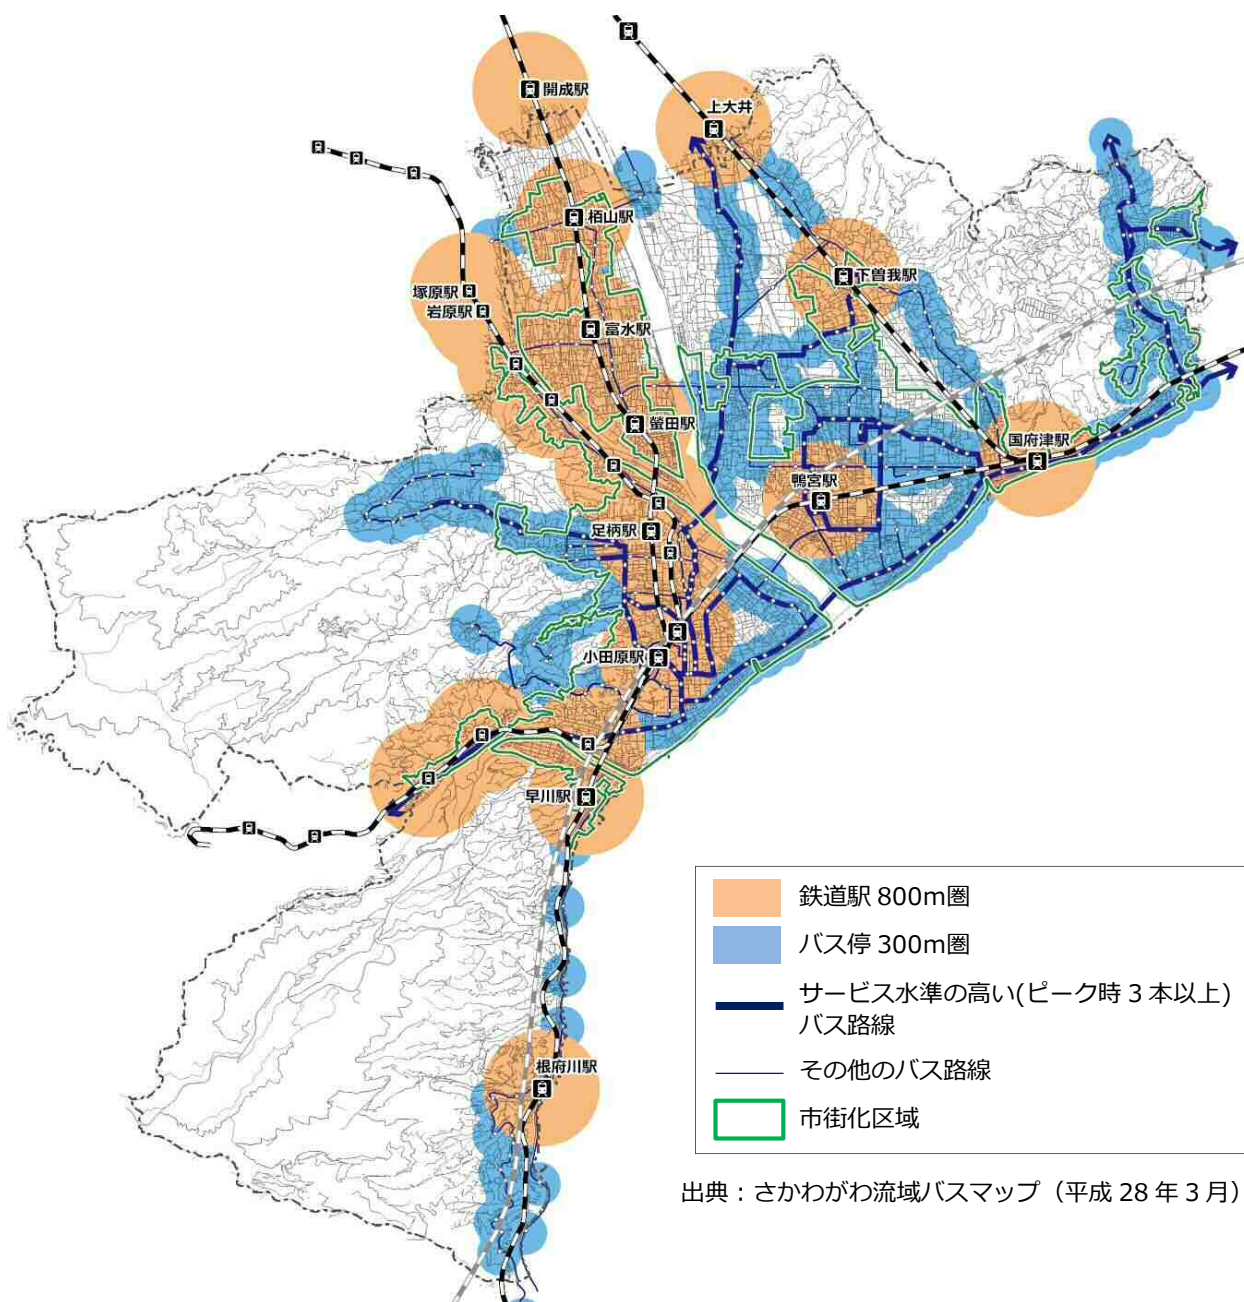 開成駅
上大井
栢山駅
下曽我駅
塚原駅
岩原駅
富水駅
螢田駅
国府津駅
鴨宮駅
足柄駅
小田原駅
早川駅
根府川駅
鉄道駅 800m圏
バス停 300m圏
サービス水準の高い(ピーク時 3 本以上)
バス路線
その他のバス路線
市街化区域
出典：さかわがわ流域バスマップ（平成 28 年 3 月）